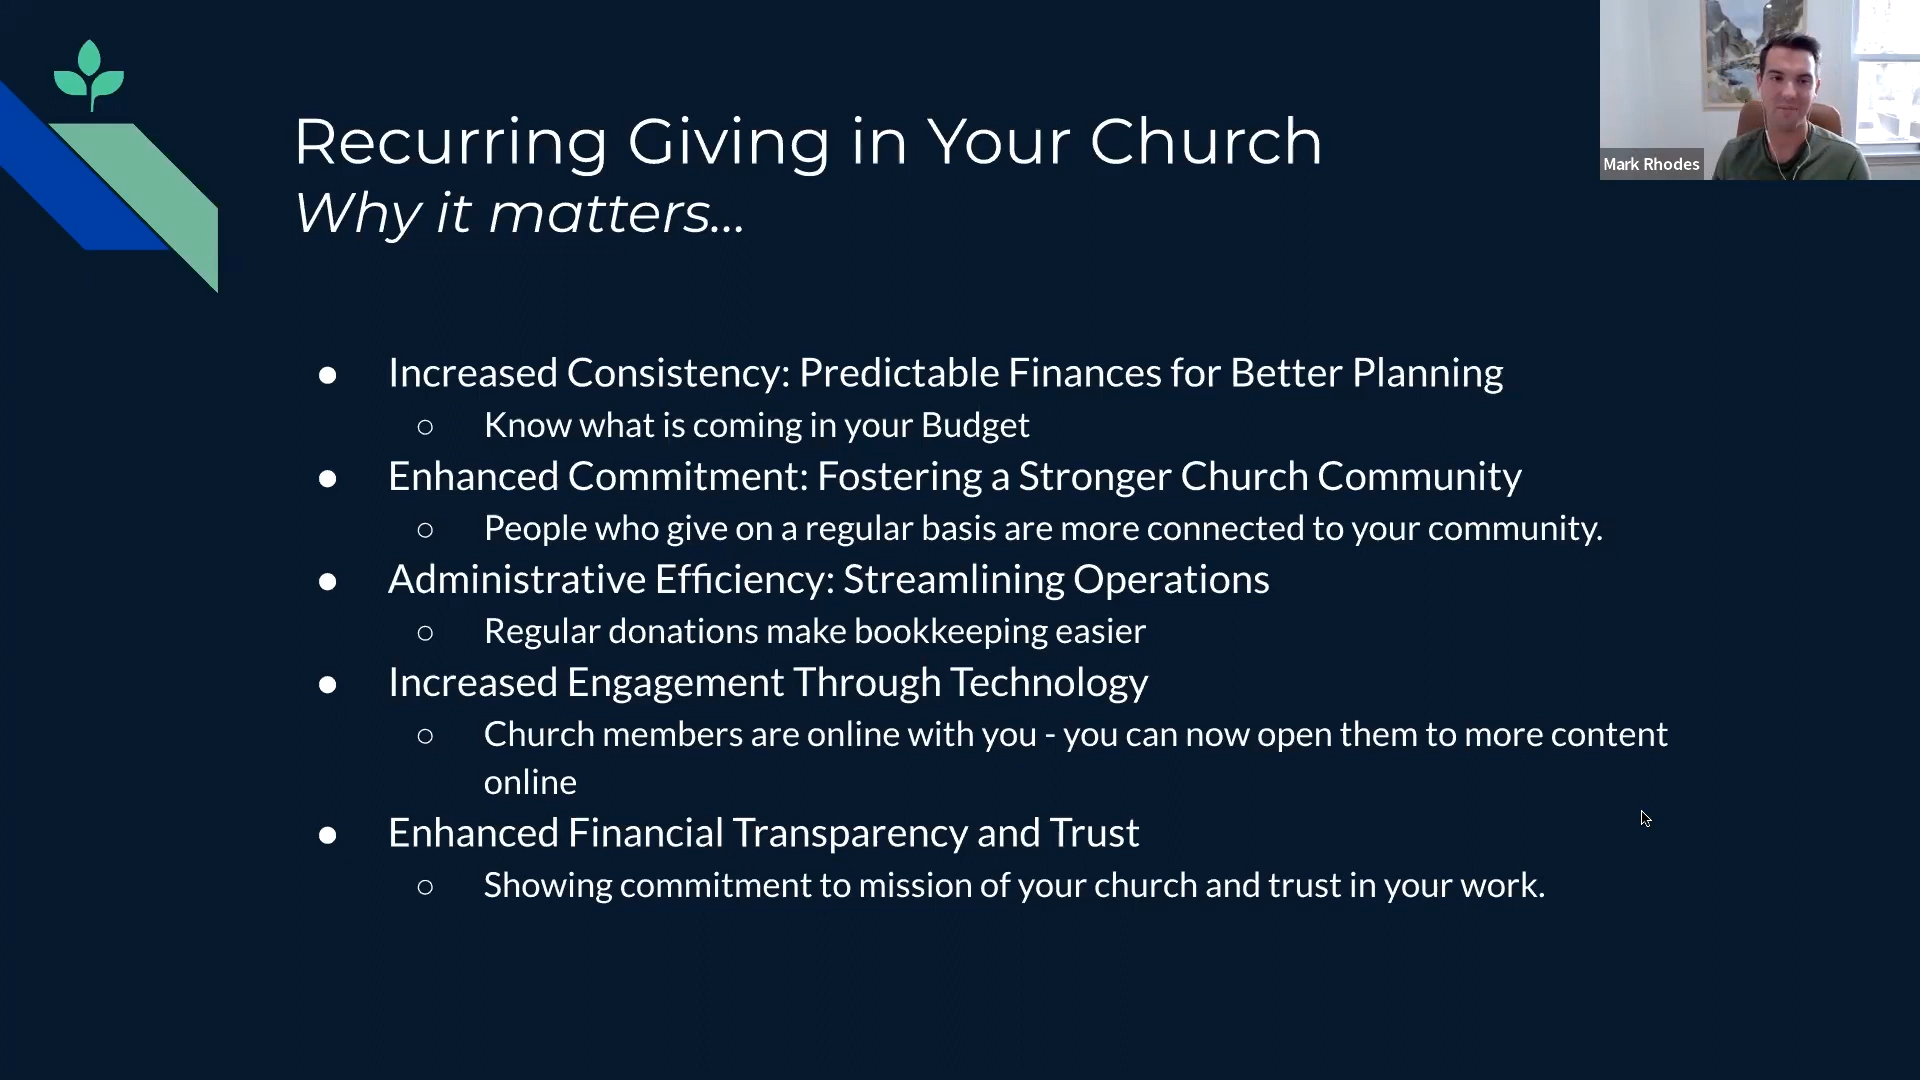 Recurring Giving in Your Church
Why it matters...
Mark Rhodes
● Increased Consistency: Predictable Finances for Better Planning
○ Know what is coming in your Budget
● Enhanced Commitment: Fostering a Stronger Church Community
○ People who give on a regular basis are more connected to your community.
● Administrative Efficiency: Streamlining Operations
○ Regular donations make bookkeeping easier
● Increased Engagement Through Technology
○ Church members are online with you - you can now open them to more content
online
● Enhanced Financial Transparency and Trust
○ Showing commitment to mission of your church and trust in your work.